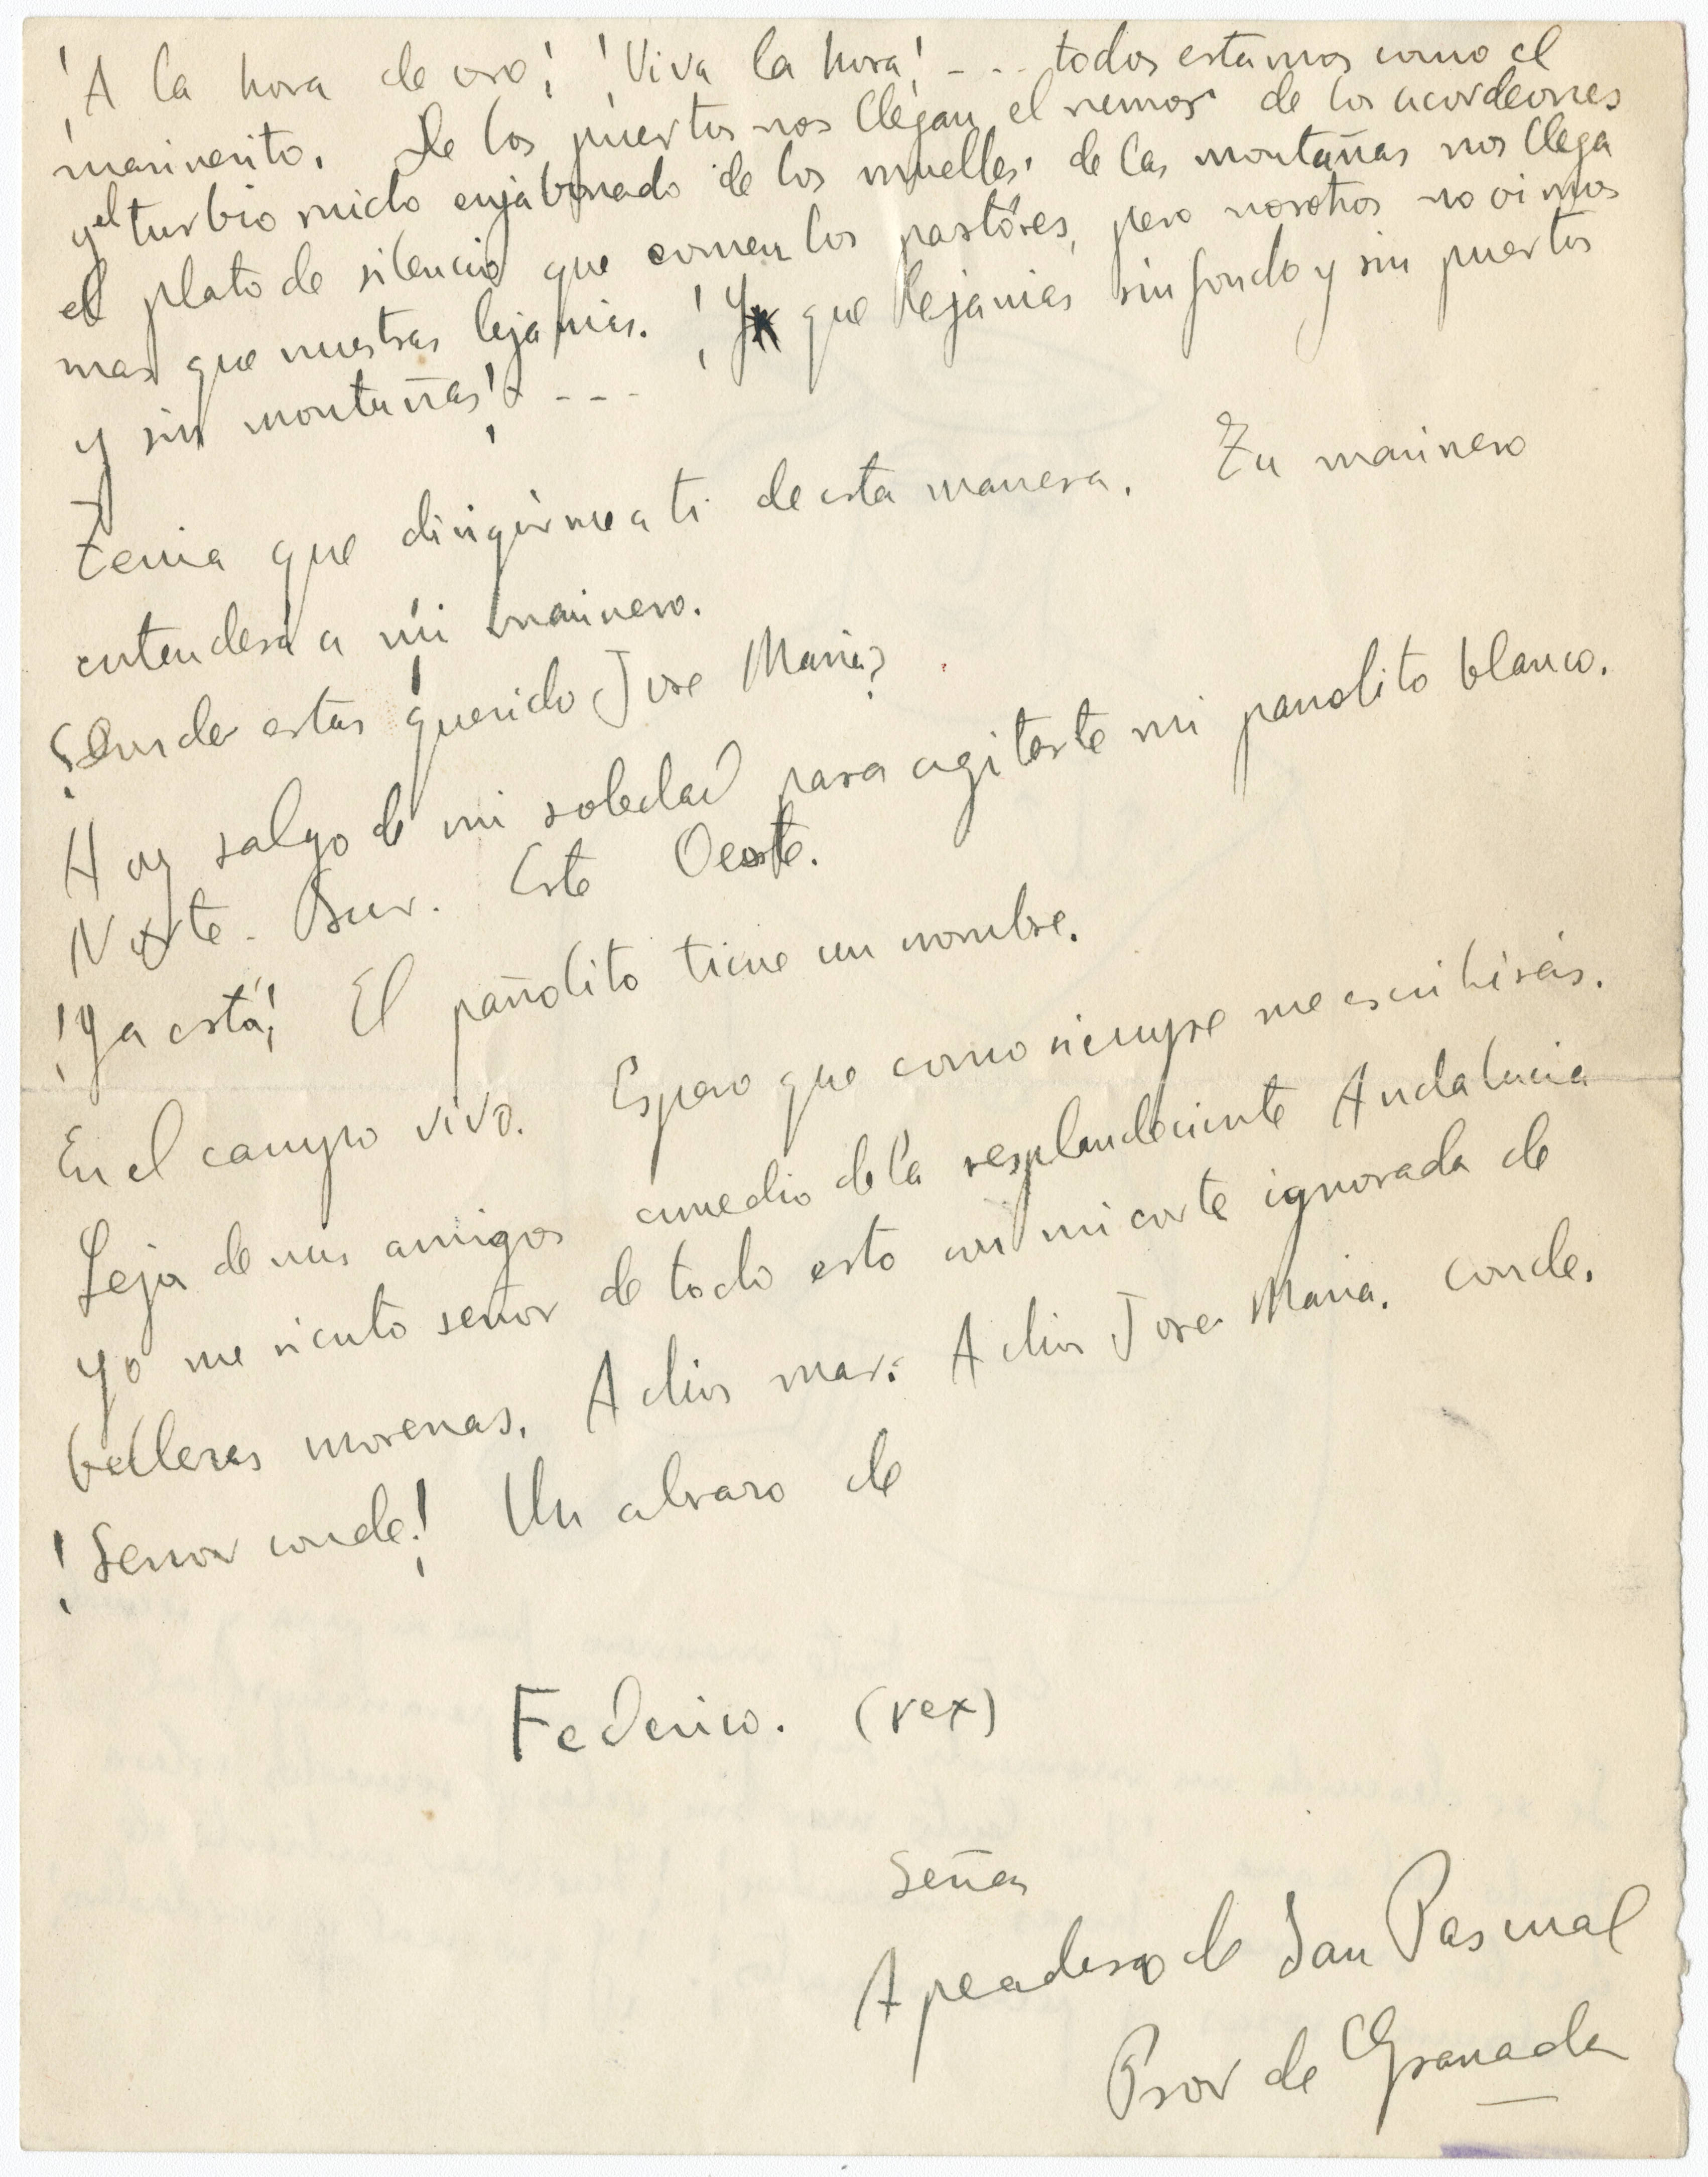 ¡A la hora de oro! ¡Viva la hora! - - - todos estamos como el
marinerito. De los puertos nos llegan el rumor de los acordeones
y el turbio ruido enjabonado de los muelles, de las montañas nos llega
el plato de silencio que comen los pastores, pero nosotros no oimos
mas que nuestras lejanias. ¡Y que lejanias sin fondo y sin puertos
y sin montañas! - - -
Tenia que dirigirme a ti de esta manera. Tu marinero
entenderá a mi marinero.
¿Donde estas querido Jose Maria?
Hoy salgo de mi soledad para agitarte mi pañolito blanco.
Norte. Sur. Este Oeste.
¡Ya está! El pañolito tiene un nombre.
En el campo vivo. Espero que como siempre me escribirás.
Lejos de mis amigos enmedio de la resplandeciente Andalucia
yo me siento señor de todo esto con mi corte ignorada de
bellezas morenas. Adios mar. Adios Jose Maria. conde.
¡Señor conde! Un abrazo de
Federico. (rex)
Señas
Apeadero de San Pascual
Prov de Granada